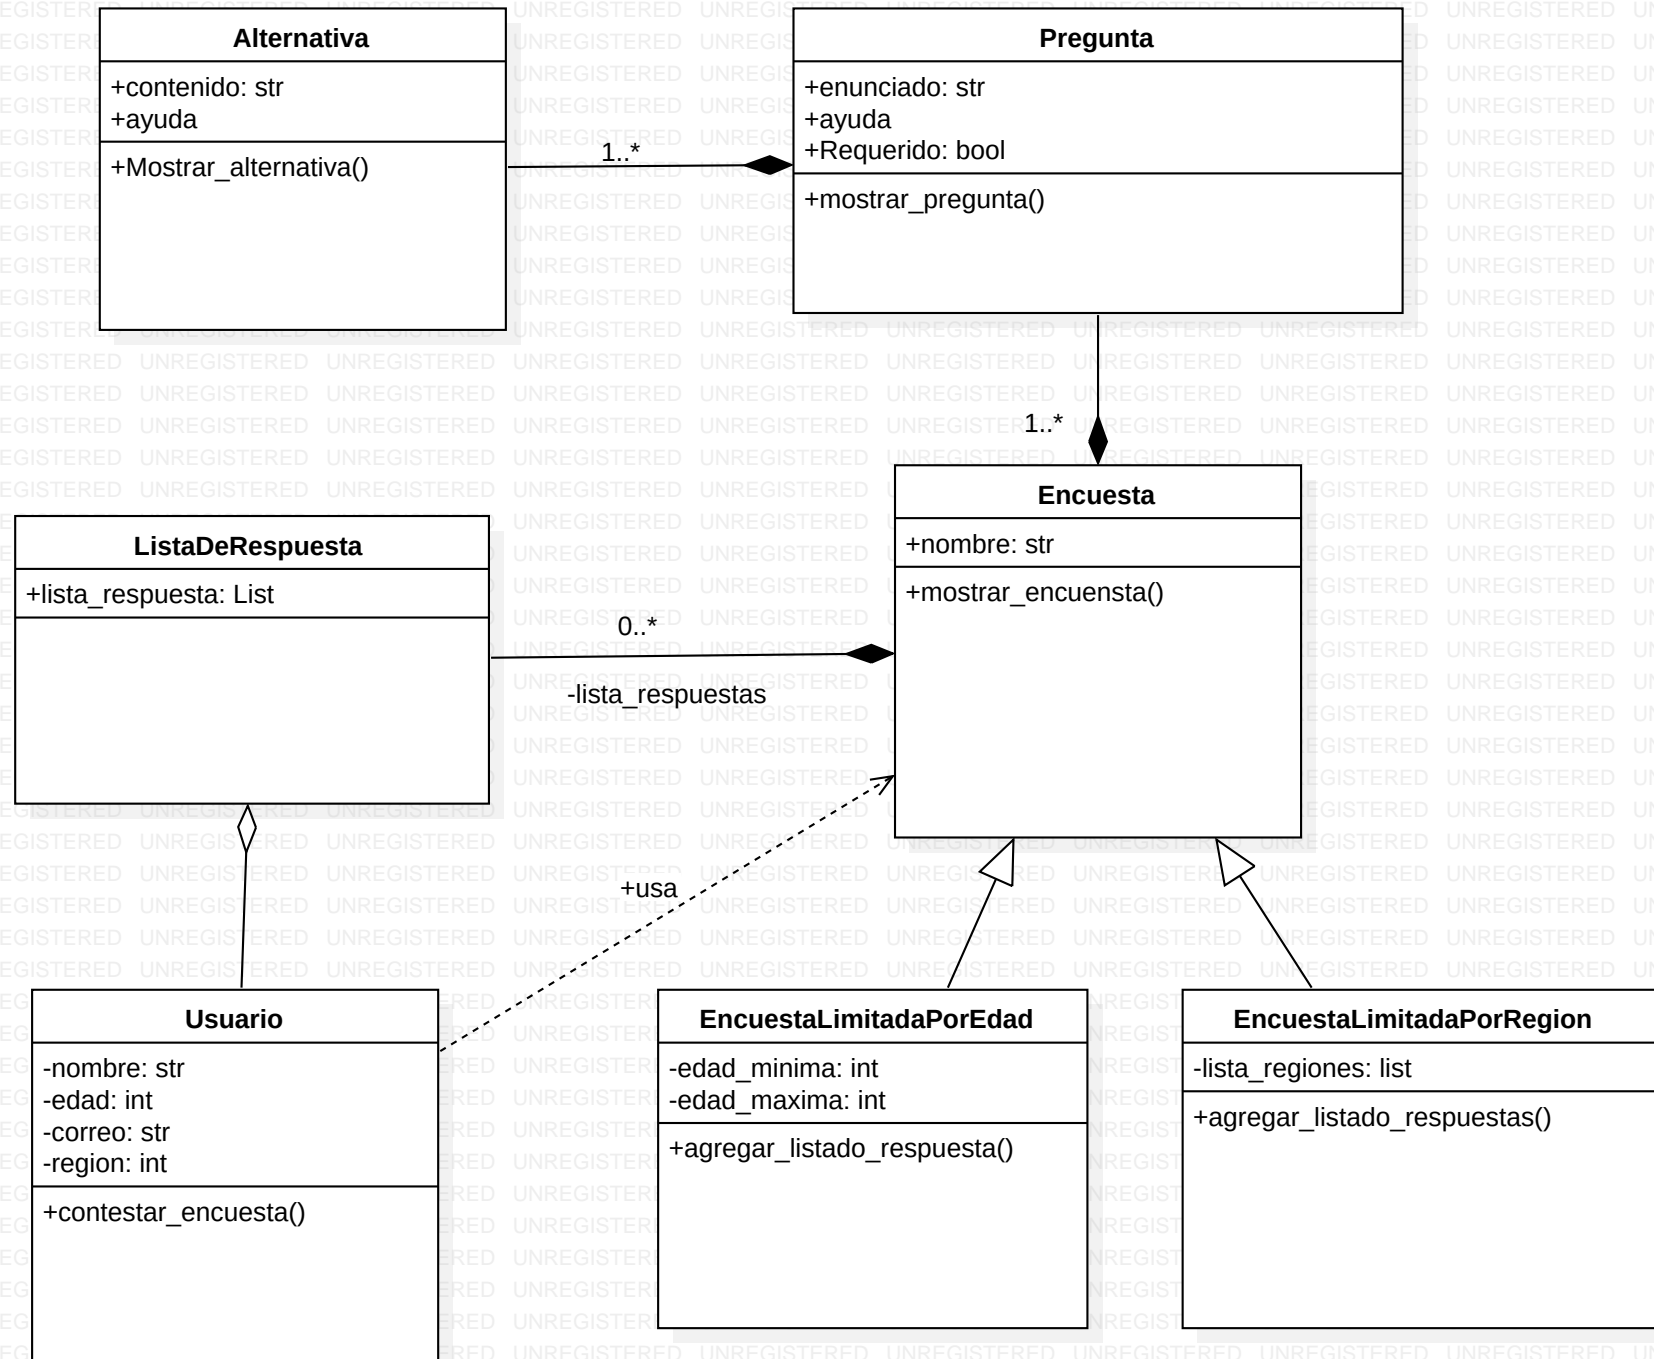 Alternativa
+contenido: str
+ayuda
+Mostrar_alternativa()
1..*
Pregunta
+enunciado: str
+ayuda
+Requerido: bool
+mostrar_pregunta()
1..*
Encuesta
+nombre: str
+mostrar_encuensta()
ListaDeRespuesta
+lista_respuesta: List
0..*
-lista_respuestas
+usa
Usuario
-nombre: str
-edad: int
-correo: str
-region: int
+contestar_encuesta()
EncuestaLimitadaPorEdad
-edad_minima: int
-edad_maxima: int
+agregar_listado_respuesta()
EncuestaLimitadaPorRegion
-lista_regiones: list
+agregar_listado_respuestas()
UNREGISTERED